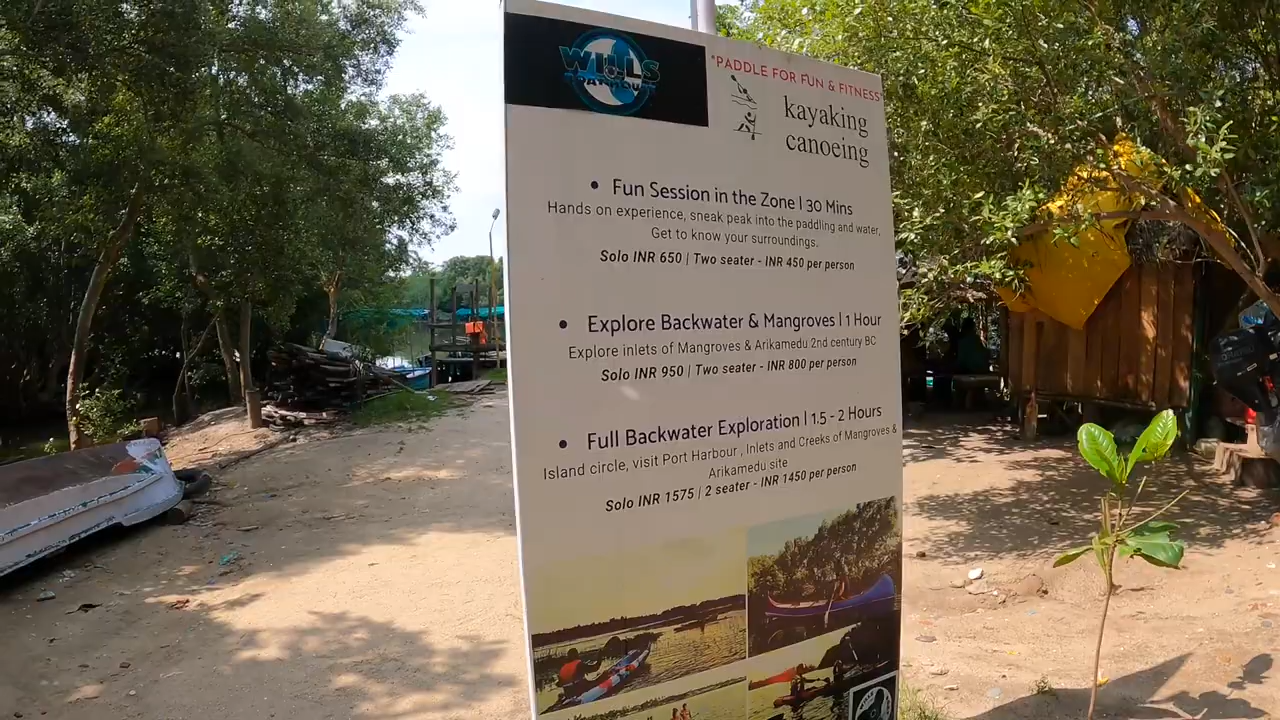 WILLS
"PADDLE FOR FUN & FITNESS"
kayaking
canoeing
• Fun Session in the Zone | 30 Mins
Hands on experience, sneak peak into the paddling and water,
Get to know your surroundings.
Solo INR 650 | Two seater - INR 450 per person
• Explore Backwater & Mangroves | 1 Hour
Explore inlets of Mangroves & Arikamedu 2nd century BC
Solo INR 950 | Two seater - INR 800 per person
• Full Backwater Exploration | 1.5 - 2 Hours
Island circle, visit Port Harbour , Inlets and Creeks of Mangroves &
Arikamedu site
Solo INR 1575 | 2 seater - INR 1450 per person